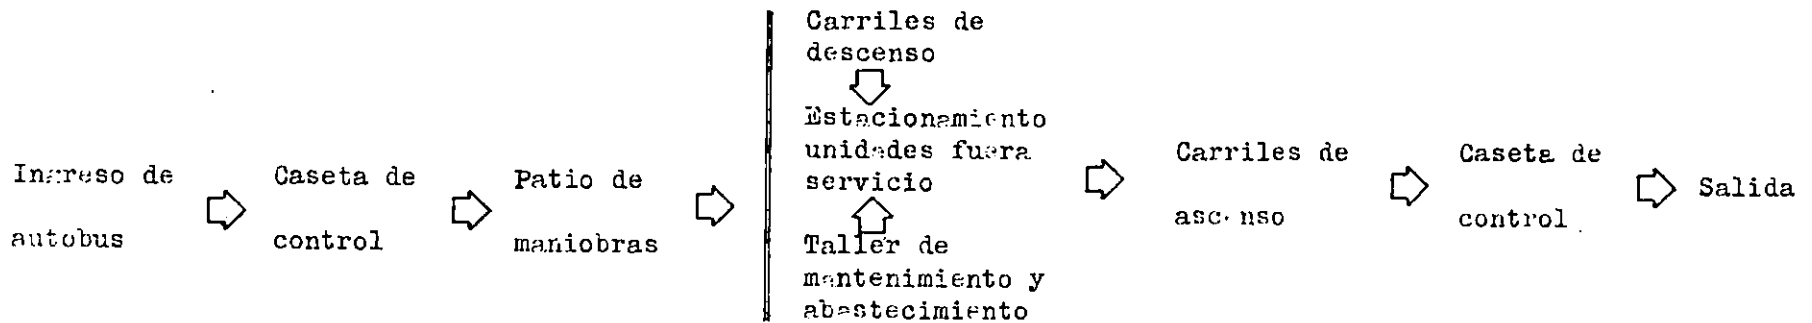 Ingreso de
autobus
Caseta de
control
Patio de
maniobras
Carriles de
descenso
Estacionamiento
unidades fuera
servicio
Taller de
mantenimiento y
abastecimiento
Carriles de
ascenso
Caseta de
control
Salida